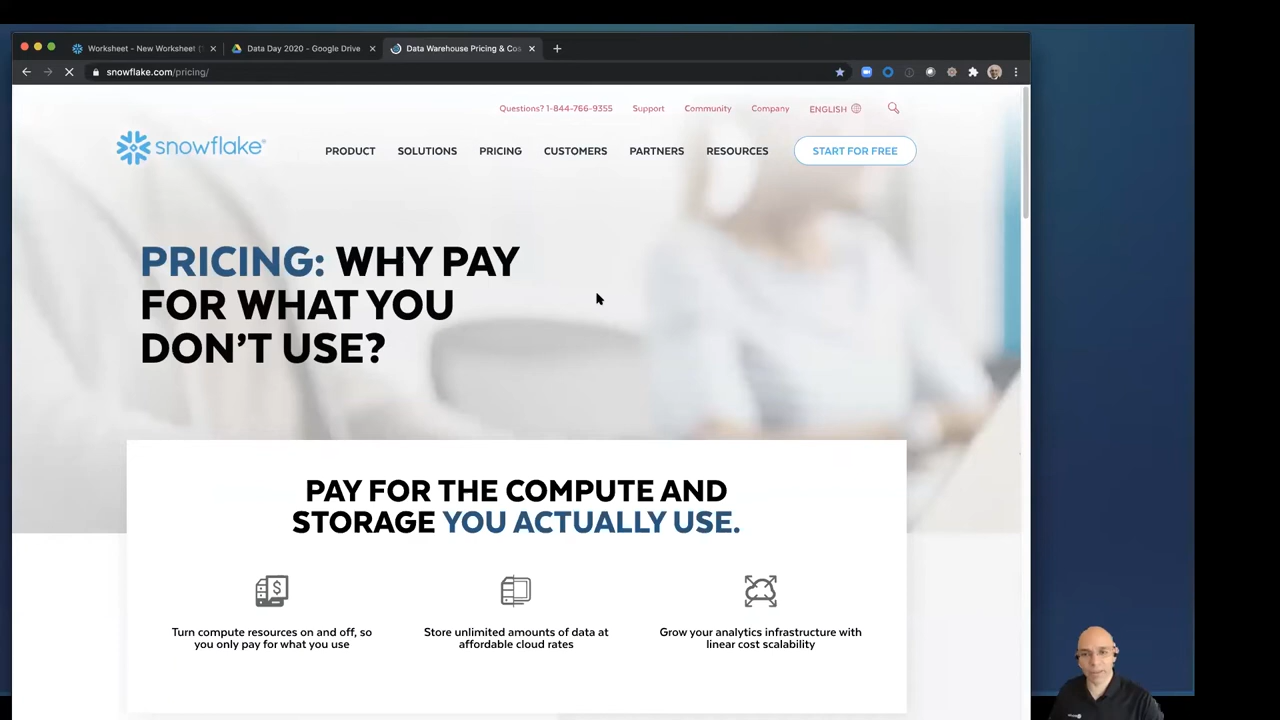 Worksheet - New Worksheet (
Data Day 2020 - Google Drive
Data Warehouse Pricing & Cos
snowflake.com/pricing/
Questions? 1-844-766-9355 Support Community Company ENGLISH
snowflake®
PRODUCT SOLUTIONS PRICING CUSTOMERS PARTNERS RESOURCES START FOR FREE
PRICING: WHY PAY
FOR WHAT YOU
DON'T USE?
PAY FOR THE COMPUTE AND
STORAGE YOU ACTUALLY USE.
Turn compute resources on and off, so
you only pay for what you use
Store unlimited amounts of data at
affordable cloud rates
Grow your analytics infrastructure with
linear cost scalability